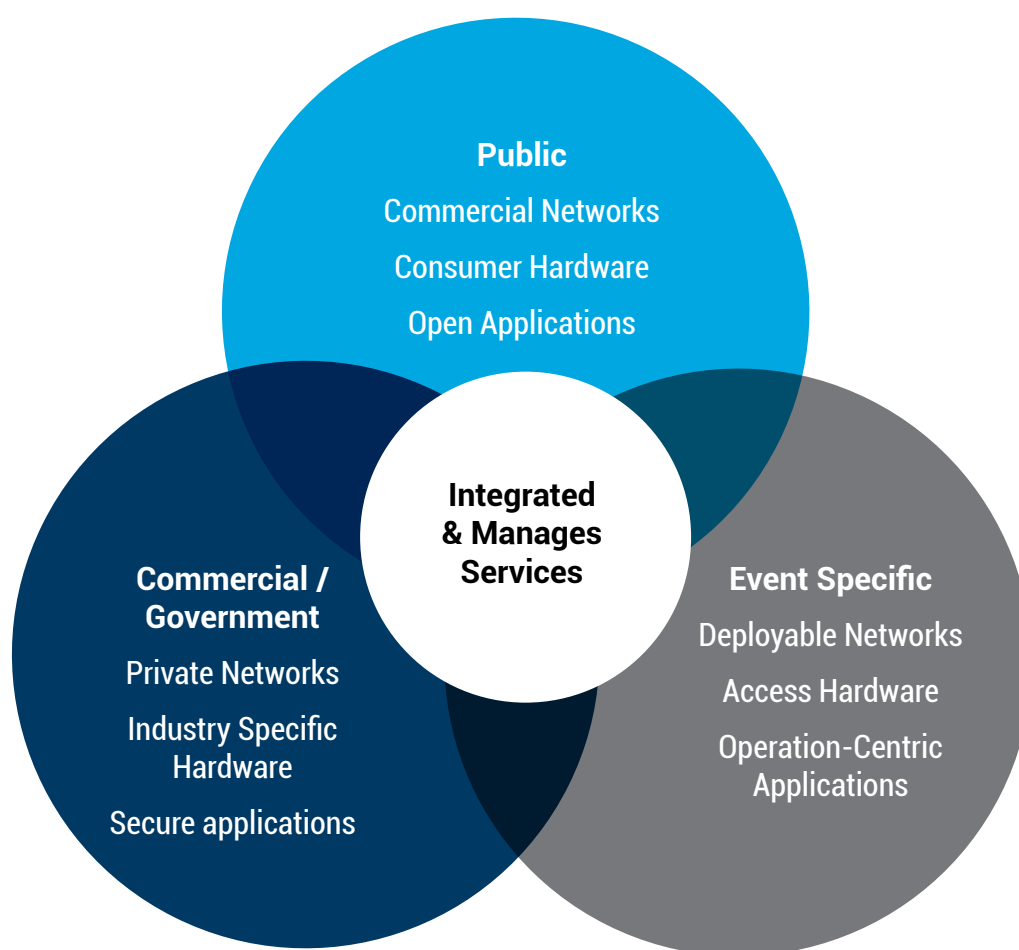 Public
Commercial Networks
Consumer Hardware
Open Applications
Integrated
& Manages
Services
Commercial /
Government
Private Networks
Industry Specific
Hardware
Secure applications
Event Specific
Deployable Networks
Access Hardware
Operation-Centric
Applications